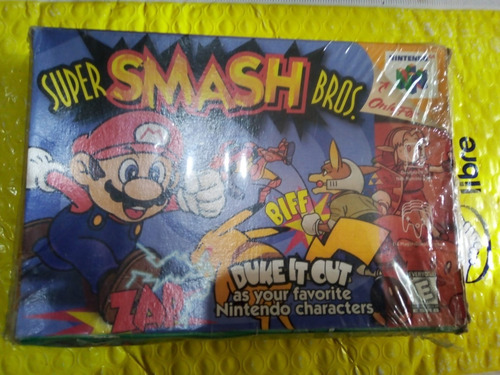 SUPER SMASH BROS.
NINTENDO
BIFF
ZAP
DUKE IT OUT
as your favorite
Nintendo characters
libre